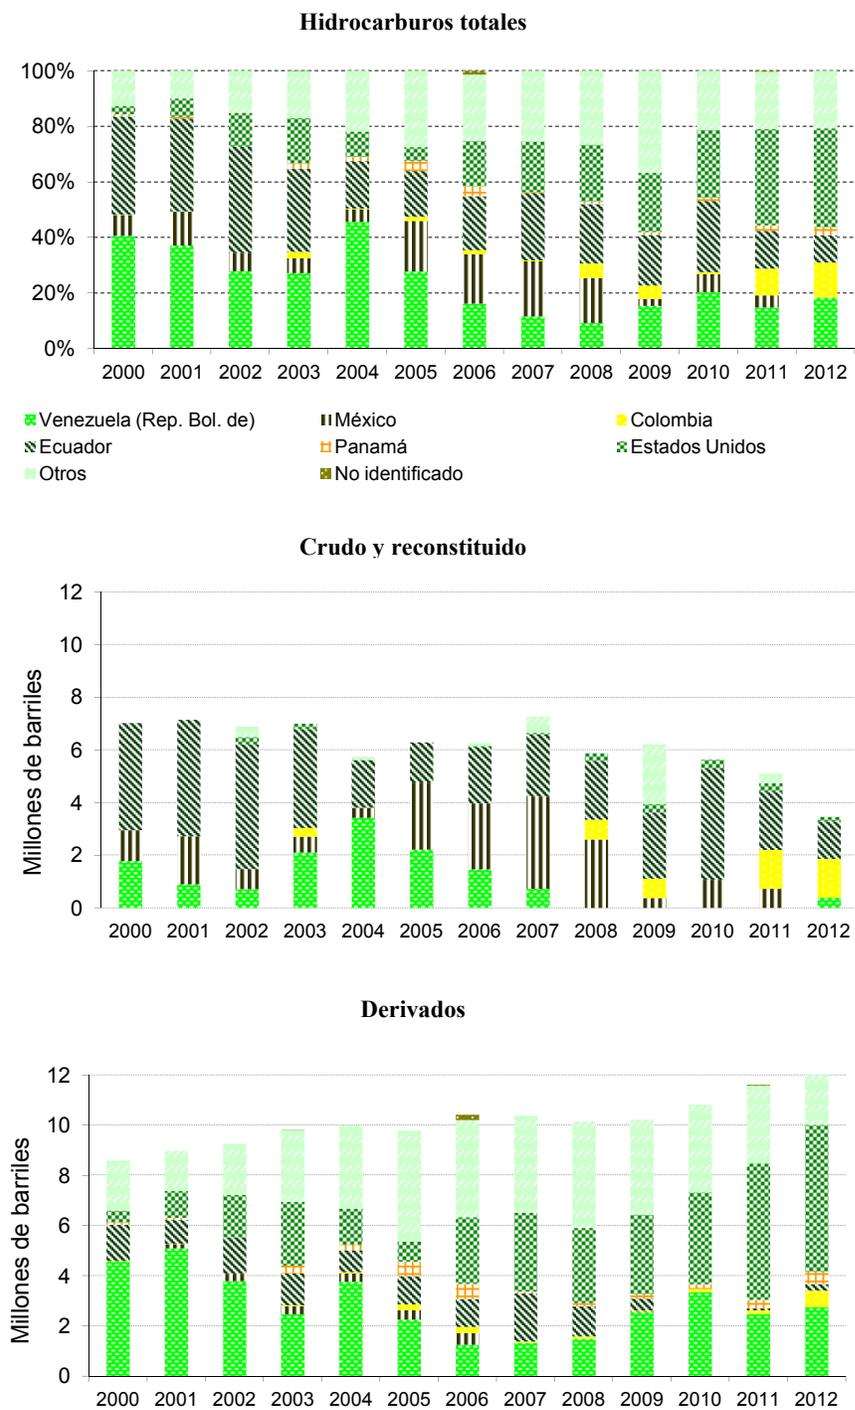 Hidrocarburos totales
100%
80%
60%
40%
20%
0%
2000 2001 2002 2003 2004 2005 2006 2007 2008 2009 2010 2011 2012
Venezuela (Rep. Bol. de) México Colombia
Ecuador Panamá Estados Unidos
Otros No identificado
Crudo y reconstituido
Millones de barriles
12
10
8
6
4
2
0
2000 2001 2002 2003 2004 2005 2006 2007 2008 2009 2010 2011 2012
Derivados
Millones de barriles
12
10
8
6
4
2
0
2000 2001 2002 2003 2004 2005 2006 2007 2008 2009 2010 2011 2012